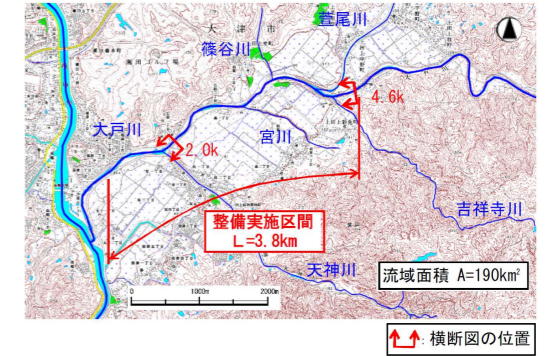 大津市
萱尾川
篠谷川
4.6k
大戸川
宮川
2.0k
吉祥寺川
整備実施区間
L=3.8km
天神川
流域面積 A=190km²
0 1000m 2000m
: 横断図の位置